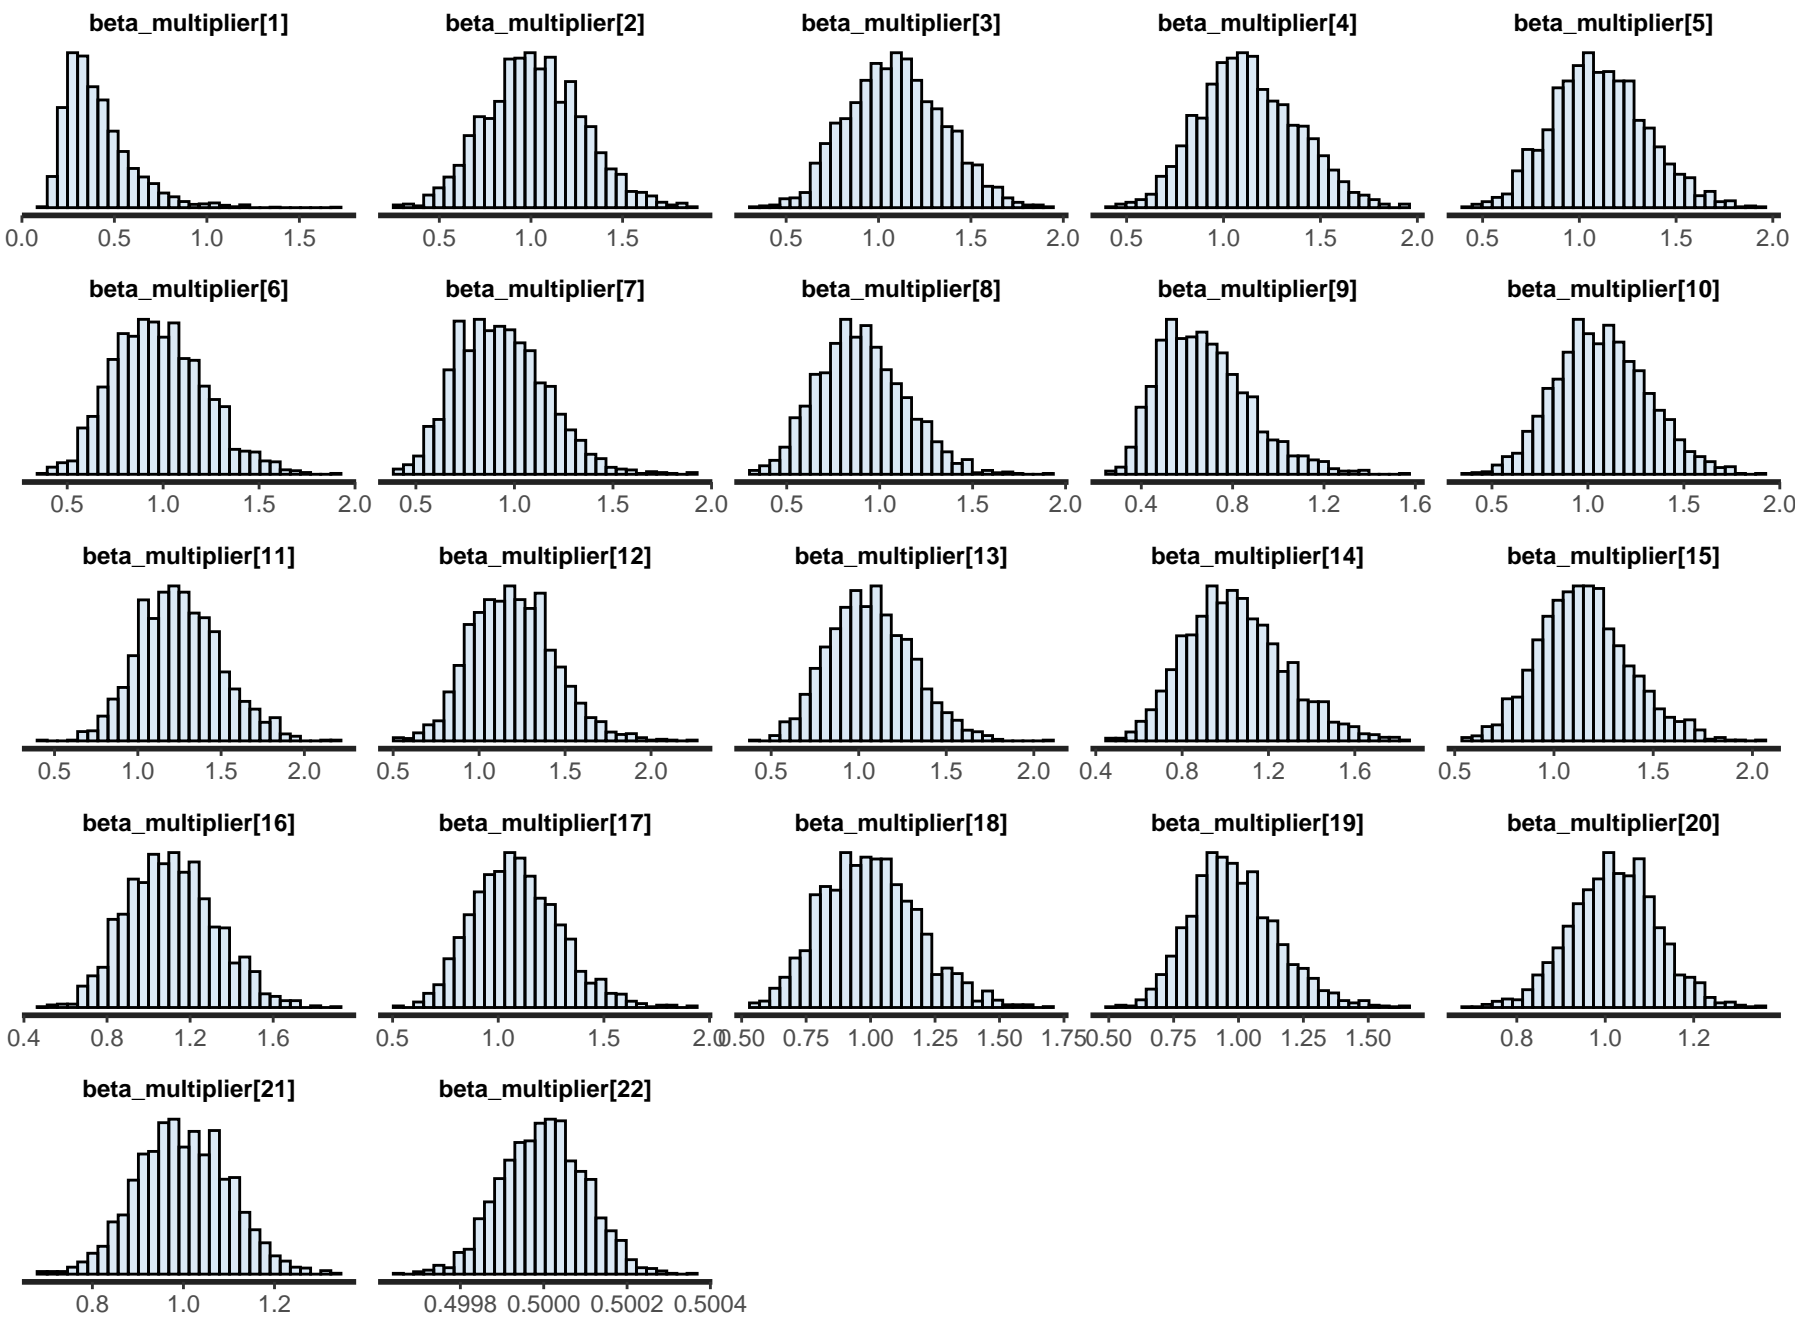 beta_multiplier[1] beta_multiplier[2] beta_multiplier[3] beta_multiplier[4] beta_multiplier[5]
0.0 0.5 1.0 1.5 0.5 1.0 1.5 0.5 1.0 1.5 2.0 0.5 1.0 1.5 2.0 0.5 1.0 1.5 2.0
beta_multiplier[6] beta_multiplier[7] beta_multiplier[8] beta_multiplier[9] beta_multiplier[10]
0.5 1.0 1.5 2.0 0.5 1.0 1.5 2.0 0.5 1.0 1.5 2.0 0.4 0.8 1.2 1.6 0.5 1.0 1.5 2.0
beta_multiplier[11] beta_multiplier[12] beta_multiplier[13] beta_multiplier[14] beta_multiplier[15]
0.5 1.0 1.5 2.0 0.5 1.0 1.5 2.0 0.5 1.0 1.5 2.0 0.4 0.8 1.2 1.6 0.5 1.0 1.5 2.0
beta_multiplier[16] beta_multiplier[17] beta_multiplier[18] beta_multiplier[19] beta_multiplier[20]
0.4 0.8 1.2 1.6 0.5 1.0 1.5 2.0 0.50 0.75 1.00 1.25 1.50 1.75 0.50 0.75 1.00 1.25 1.50 0.8 1.0 1.2
beta_multiplier[21] beta_multiplier[22]
0.8 1.0 1.2 0.4998 0.5000 0.5002 0.5004